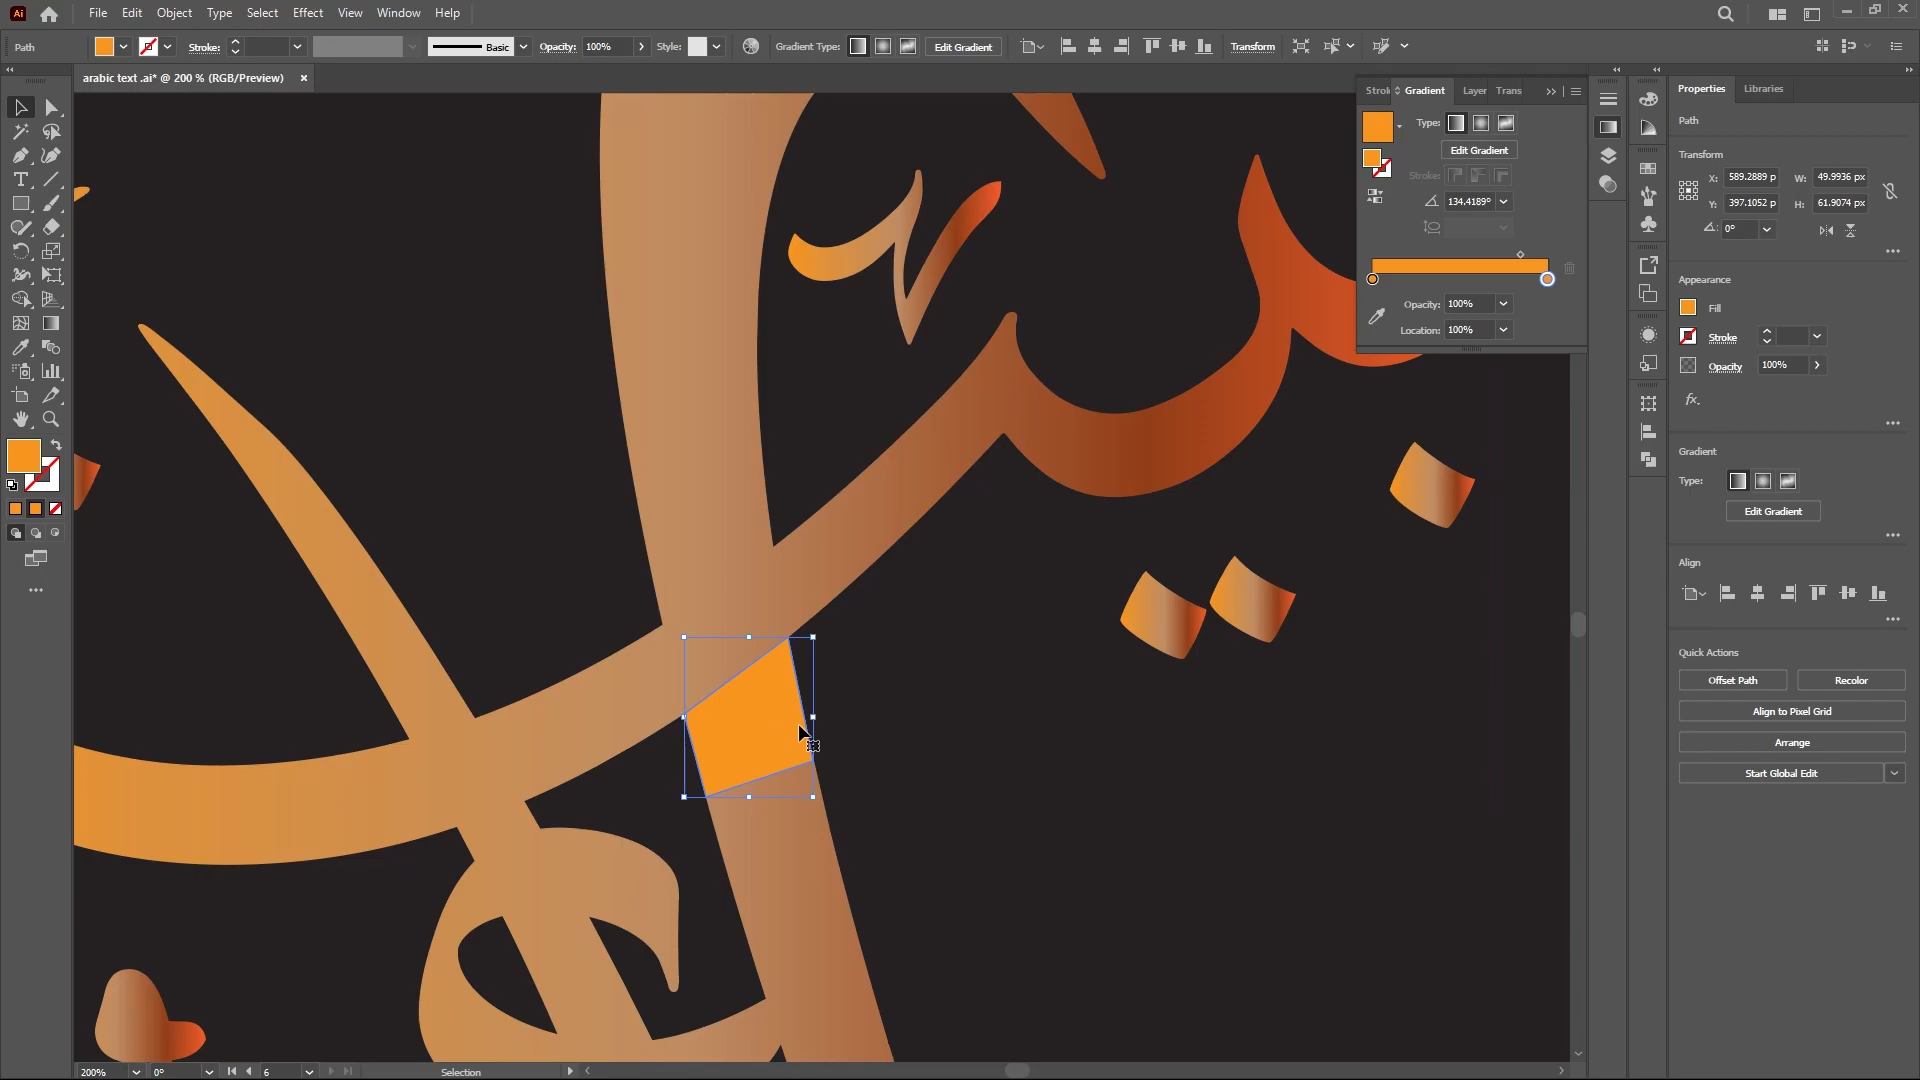 Ai File Edit Object Type Select Effect View Window Help
Path Stroke: Basic Opacity: 100% Style: Gradient Type: Edit Gradient Transform
arabic text .ai* @ 200 % (RGB/Preview) ×
Strok Gradient Layer Trans
Type:
Edit Gradient
Stroke:
134.4189°
Opacity: 100%
Location: 100%
Properties Libraries
Path
Transform
X: 589.2889 p W: 49.9936 px
Y: 397.1052 p H: 61.9074 px
0°
Appearance
Fill
Stroke
Opacity 100%
fx.
Gradient
Type:
Edit Gradient
Align
Quick Actions
Offset Path Recolor
Align to Pixel Grid
Arrange
Start Global Edit
200% 0° 6 Selection